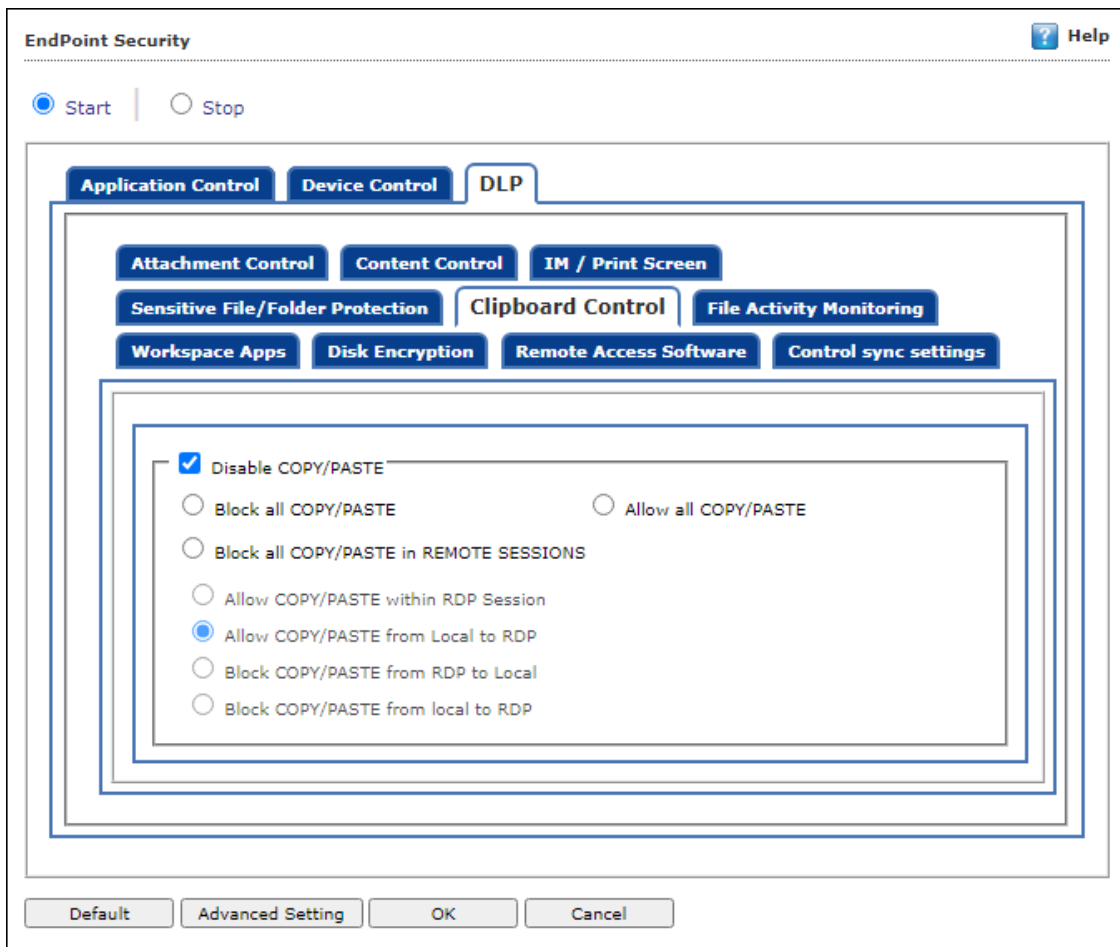 EndPoint Security
Help
Start
Stop
Application Control
Device Control
DLP
Attachment Control
Content Control
IM / Print Screen
Sensitive File/Folder Protection
Clipboard Control
File Activity Monitoring
Workspace Apps
Disk Encryption
Remote Access Software
Control sync settings
Disable COPY/PASTE
Block all COPY/PASTE
Allow all COPY/PASTE
Block all COPY/PASTE in REMOTE SESSIONS
Allow COPY/PASTE within RDP Session
Allow COPY/PASTE from Local to RDP
Block COPY/PASTE from RDP to Local
Block COPY/PASTE from local to RDP
Default
Advanced Setting
OK
Cancel